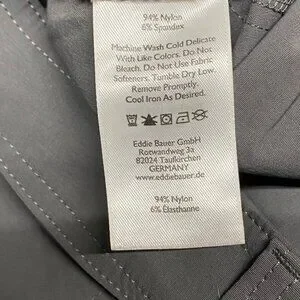 94% Nylon
6% Spandex
Machine Wash Cold Delicate
With Like Colors. Do Not
Bleach. Do Not Use Fabric
Softeners. Tumble Dry Low
Remove Promptly.
Cool Iron As Desired.
Eddie Bauer GmbH
Rotwandweg 3a
82024 Taufkirchen
GERMANY
www.eddiebauer.de
94% Nylon
6% Élasthanne